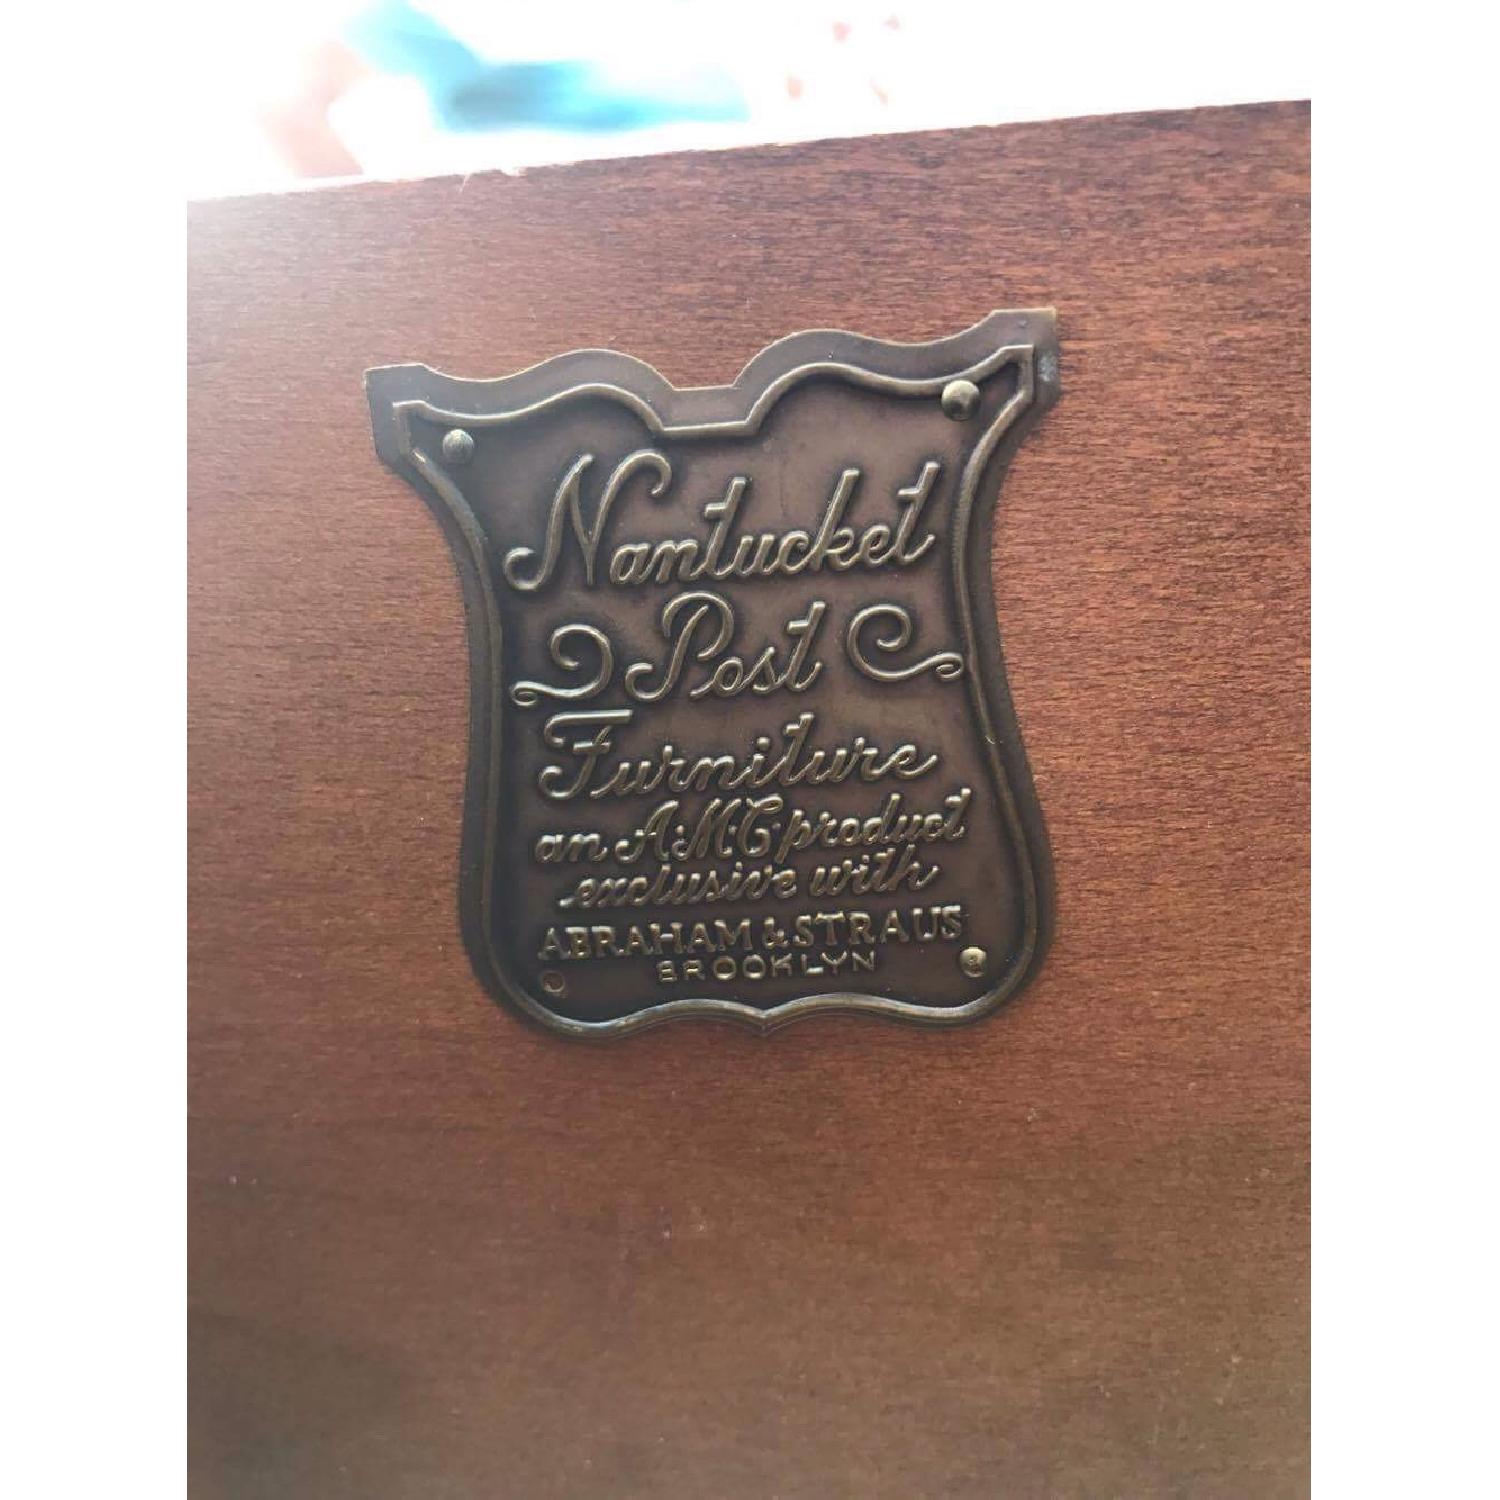 Nantucket
Post
Furniture
an A.M.C. product
exclusive with
ABRAHAM & STRAUS
BROOKLYN